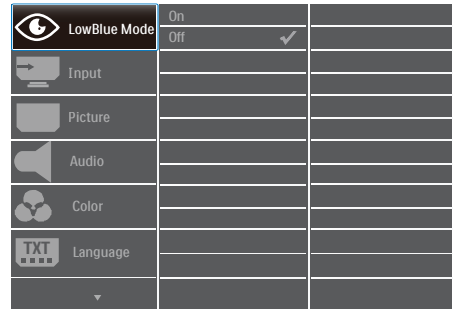 LowBlue Mode
On
Off
Input
Picture
Audio
Color
TXT
Language